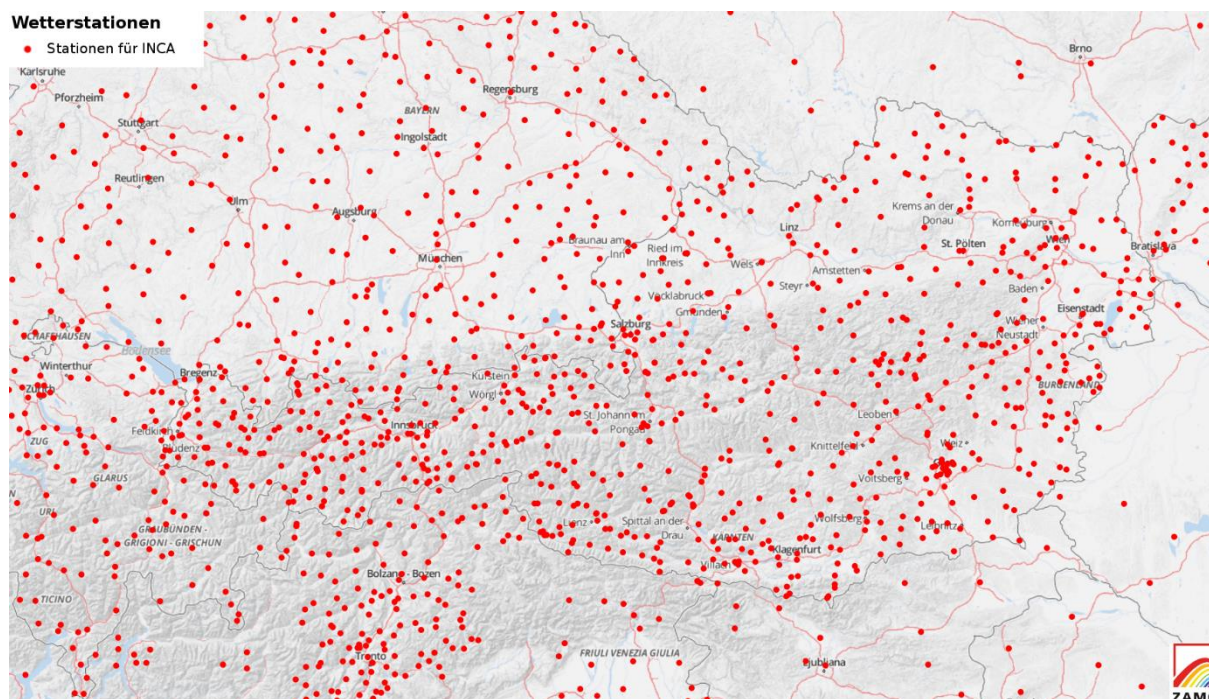 Wetterstationen
Stationen für INCA
Brno
Karlsruhe
Pforzheim
Regensburg
BAYERN
Stuttgart
Ingolstadt
Reutlingen
Ulm
Augsburg
Krems an der
Donau
Korneuburg
Linz
Wien
St. Pölten
Braunau am
Inn
Ried im
Innkreis
Wels
Bratislava
München
Amstetten
Steyr
Baden
Vöcklabruck
Gmunden
Eisenstadt
Salzburg
Wiener
Neustadt
SCHAFFHAUSEN
Bodensee
Winterthur
Bregenz
Kufstein
Zürich
BURGENLAND
Wörgl
St. Johann im
Pongau
Leoben
Innsbruck
Feldkirch
Bludenz
ZUG
Knittelfeld
Weiz
GLARUS
Voitsberg
URI
Wolfsberg
Lienz
Spittal an der
Drau
Leibnitz
GRAUBÜNDEN -
GRIGIONI - GRISCHUN
KÄRNTEN
Klagenfurt
Villach
Bolzano - Bozen
TICINO
FRIULI VENEZIA GIULIA
Trento
Ljubljana